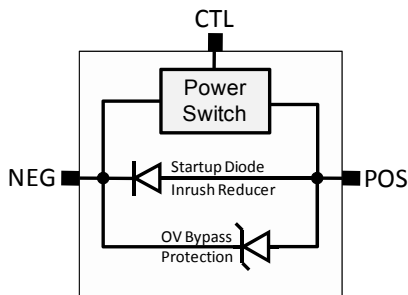 CTL
Power
Switch
NEG
Startup Diode
Inrush Reducer
POS
OV Bypass
Protection